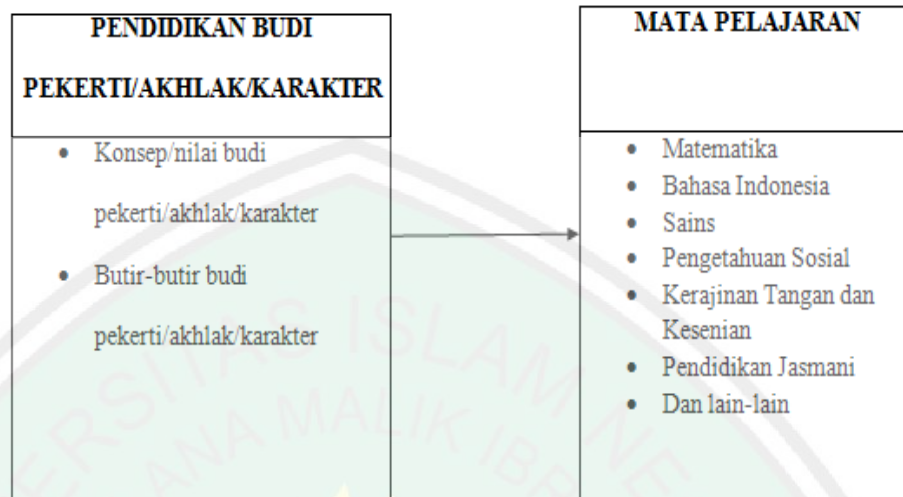 PENDIDIKAN BUDI
PEKERTI/AKHLAK/KARAKTER
• Konsep/nilai budi
pekerti/akhlak/karakter
• Butir-butir budi
pekerti/akhlak/karakter
MATA PELAJARAN
• Matematika
• Bahasa Indonesia
• Sains
• Pengetahuan Sosial
• Kerajinan Tangan dan
Kesenian
• Pendidikan Jasmani
• Dan lain-lain